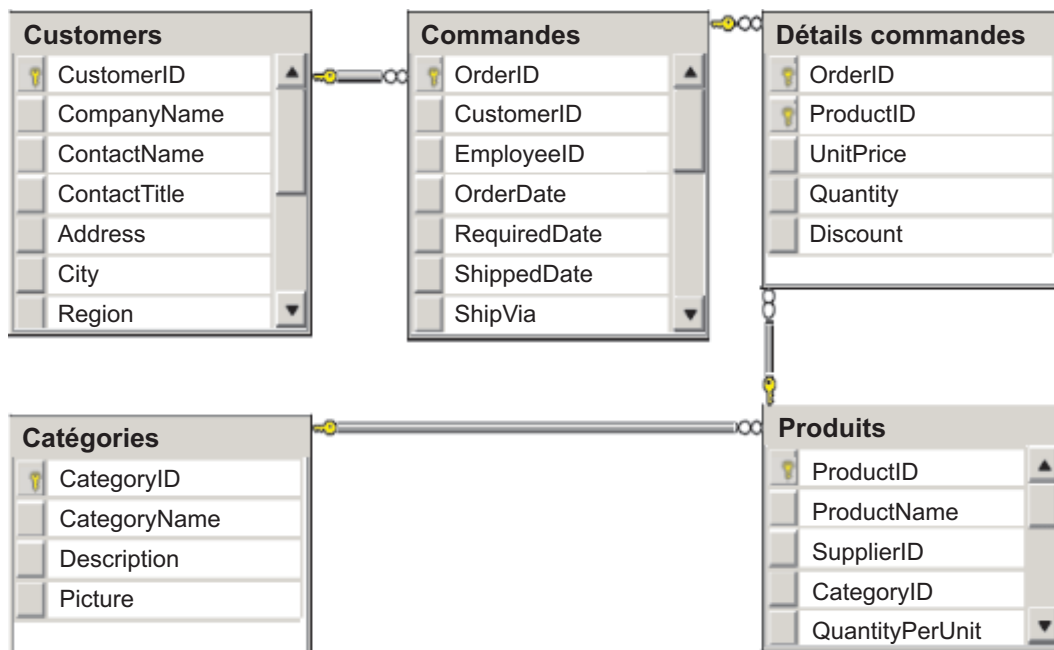 Customers
CustomerID
CompanyName
ContactName
ContactTitle
Address
City
Region
Commandes
OrderID
CustomerID
EmployeeID
OrderDate
RequiredDate
ShippedDate
ShipVia
Détails commandes
OrderID
ProductID
UnitPrice
Quantity
Discount
Catégories
CategoryID
CategoryName
Description
Picture
Produits
ProductID
ProductName
SupplierID
CategoryID
QuantityPerUnit